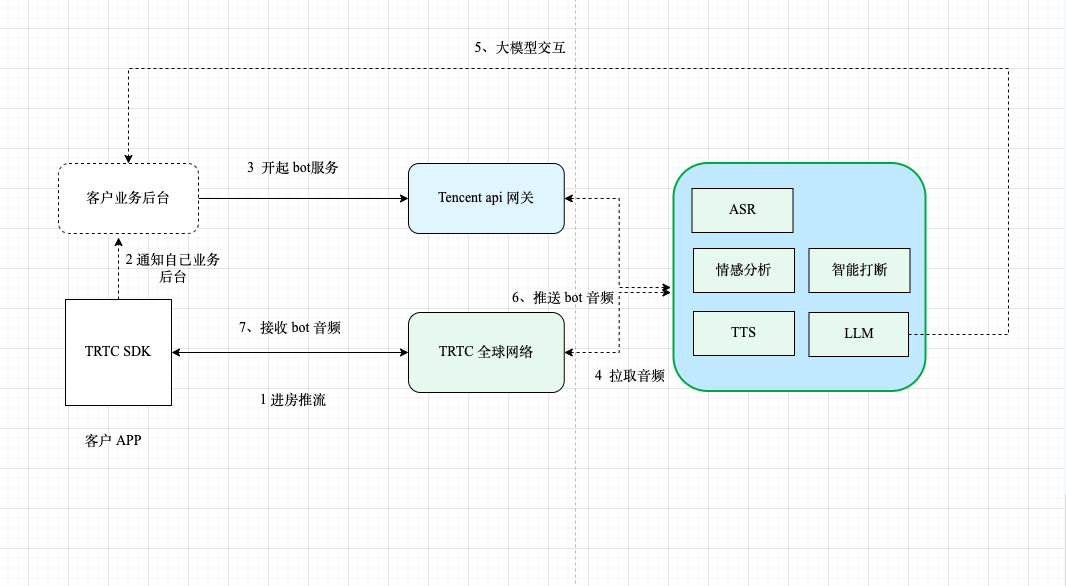 5、大模型交互
3 开起 bot服务
客户业务后台
Tencent api 网关
ASR
2 通知自己业务
后台
情感分析
智能打断
6、推送 bot 音频
7、接收 bot 音频
TRTC SDK
TRTC 全球网络
TTS
LLM
4 拉取音频
1 进房推流
客户 APP